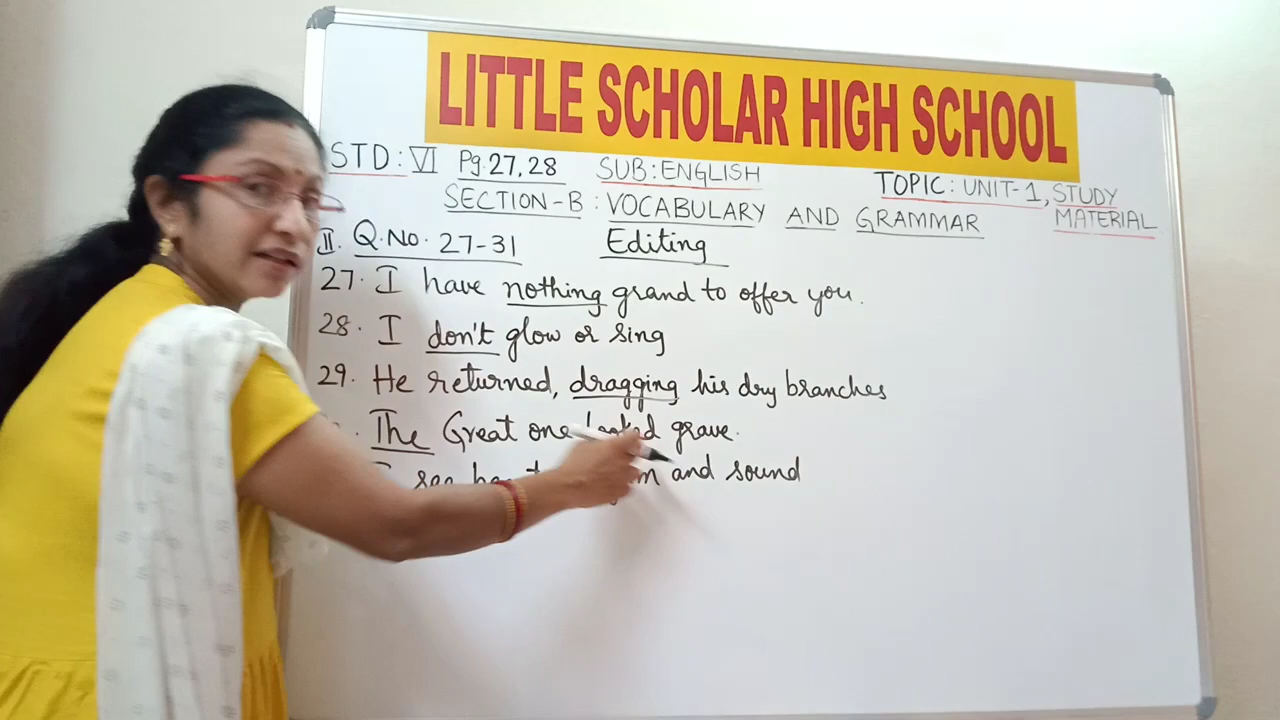 LITTLE SCHOLAR HIGH SCHOOL
STD: VI Pg. 27, 28 SUB: ENGLISH TOPIC: UNIT-1, STUDY MATERIAL
SECTION-B: VOCABULARY AND GRAMMAR
II. Q.No. 27-31 Editing
27. I have nothing grand to offer you.
28. I don't glow or sing
29. He returned, dragging his dry branches
The Great one looked grave.
I see and sound